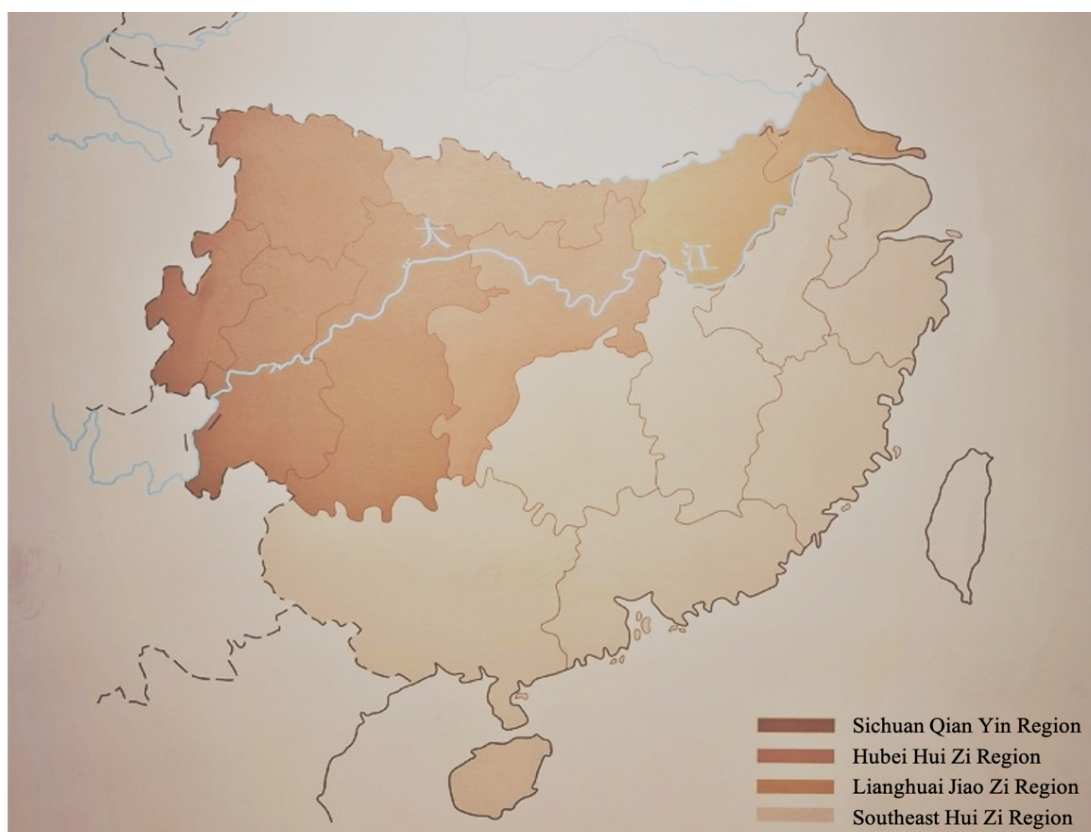 大 江
Sichuan Qian Yin Region
Hubei Hui Zi Region
Lianghuai Jiao Zi Region
Southeast Hui Zi Region